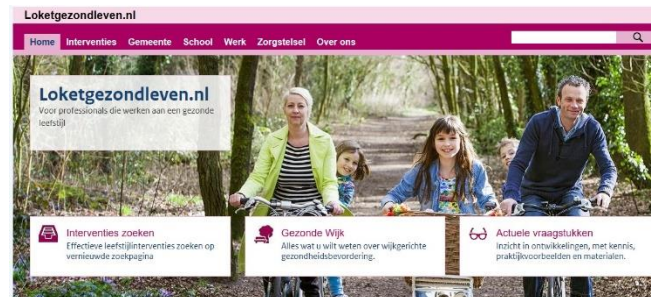 Loketgezondleven.nl
Home Interventies Gemeente School Werk Zorgstelsel Over ons
Loketgezondleven.nl
Voor professionals die werken aan een gezonde
leefstijl
Interventies zoeken
Effectieve leefstijlinterventies zoeken op
vernieuwde zoekpagina
Gezonde Wijk
Alles wat u wilt weten over wijkgerichte
gezondheidsbevordering.
Actuele vraagstukken
Inzicht in ontwikkelingen, met kennis,
praktijkvoorbeelden en materialen.